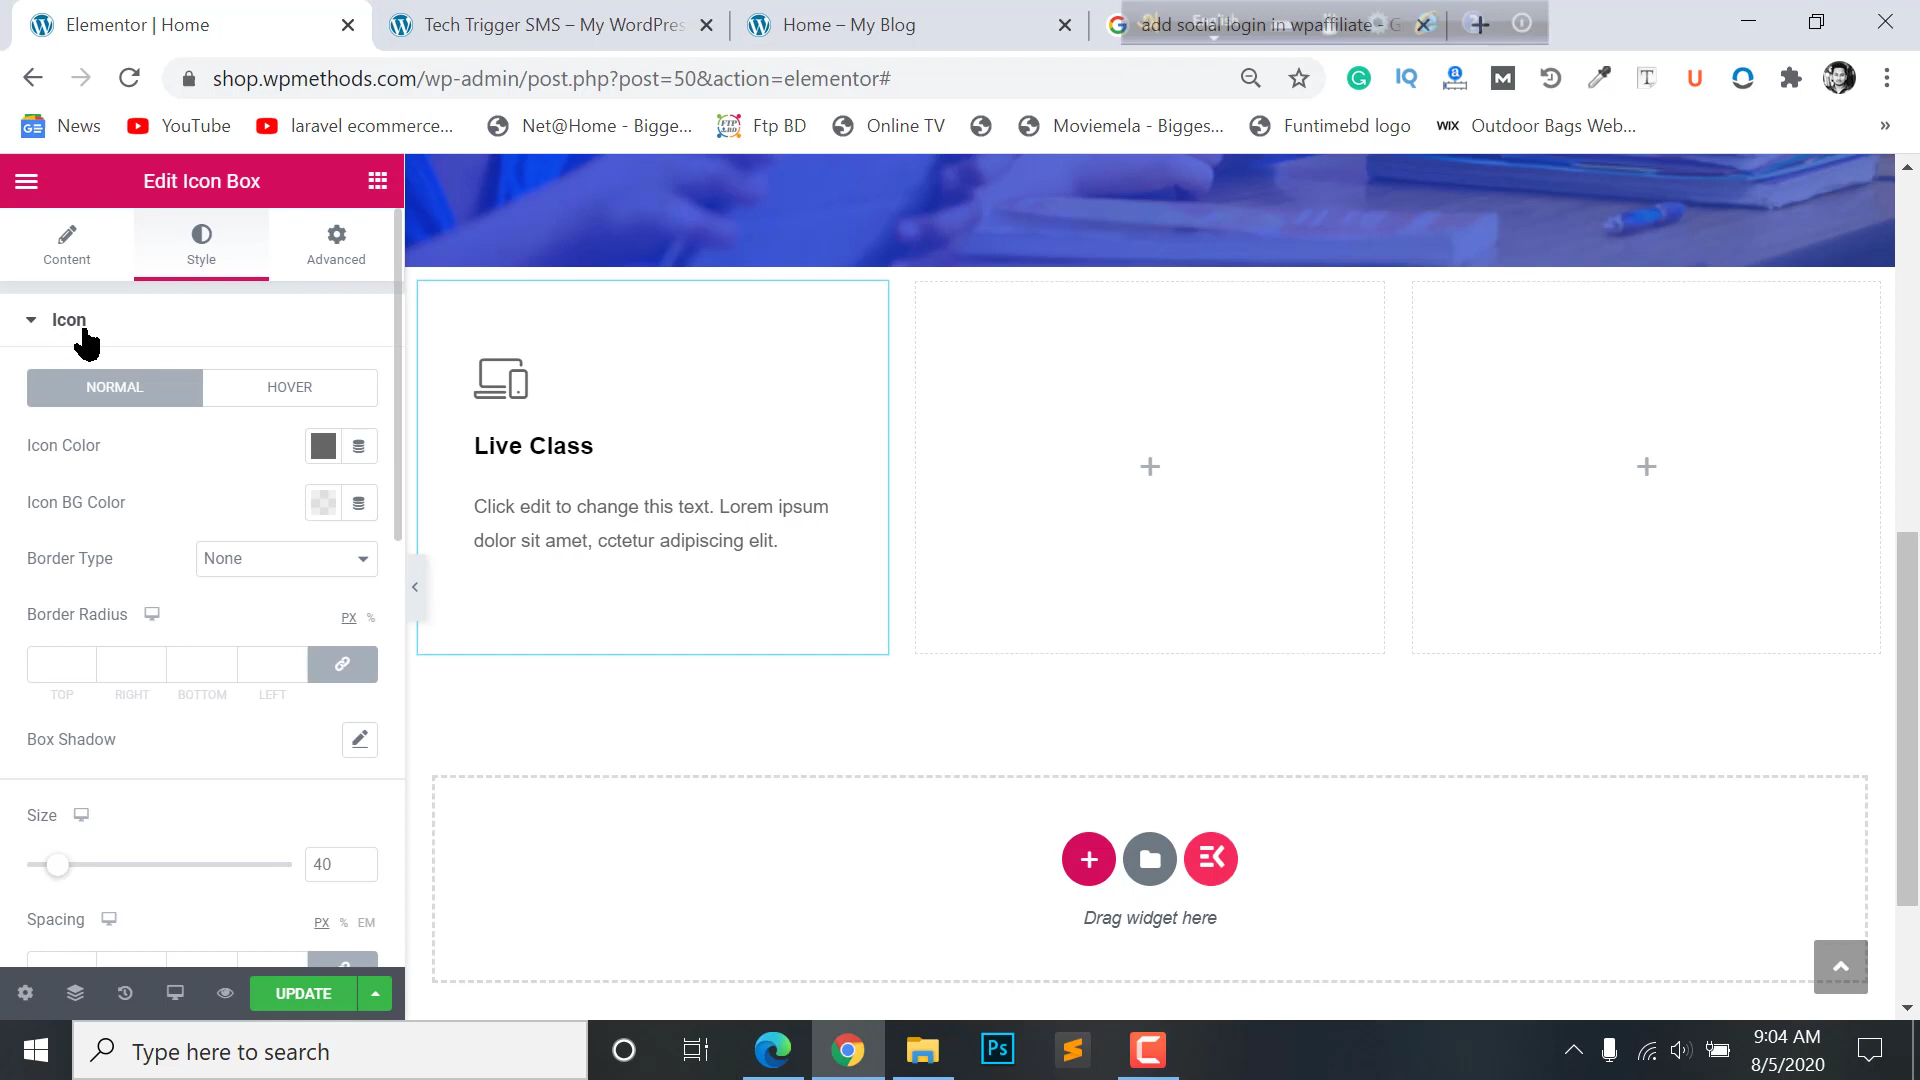 Elementor | Home
Tech Trigger SMS – My WordPres
Home – My Blog
add social login in wpaffiliate - G
shop.wpmethods.com/wp-admin/post.php?post=50&action=elementor#
News
YouTube
laravel ecommerce...
Net@Home - Bigge...
Ftp BD
Online TV
Moviemela - Bigges...
Funtimebd logo
WIX Outdoor Bags Web...
»
Edit Icon Box
Content
Style
Advanced
Icon
NORMAL
HOVER
Icon Color
Icon BG Color
Border Type
None
Border Radius
PX %
TOP RIGHT BOTTOM LEFT
Box Shadow
Size
40
Spacing
PX % EM
UPDATE
Live Class
Click edit to change this text. Lorem ipsum
dolor sit amet, cctetur adipiscing elit.
Drag widget here
Type here to search
Ps
9:04 AM
8/5/2020